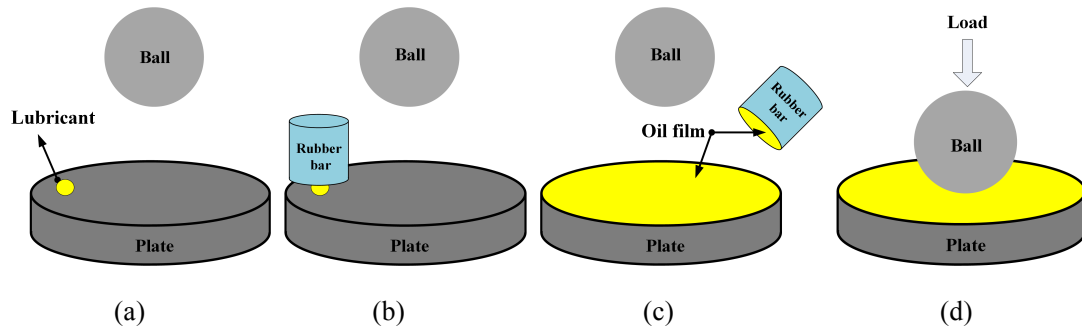 Ball
Lubricant
Plate
(a)
Ball
Rubber
bar
Plate
(b)
Ball
Rubber
bar
Oil film
Plate
(c)
Load
Ball
Plate
(d)